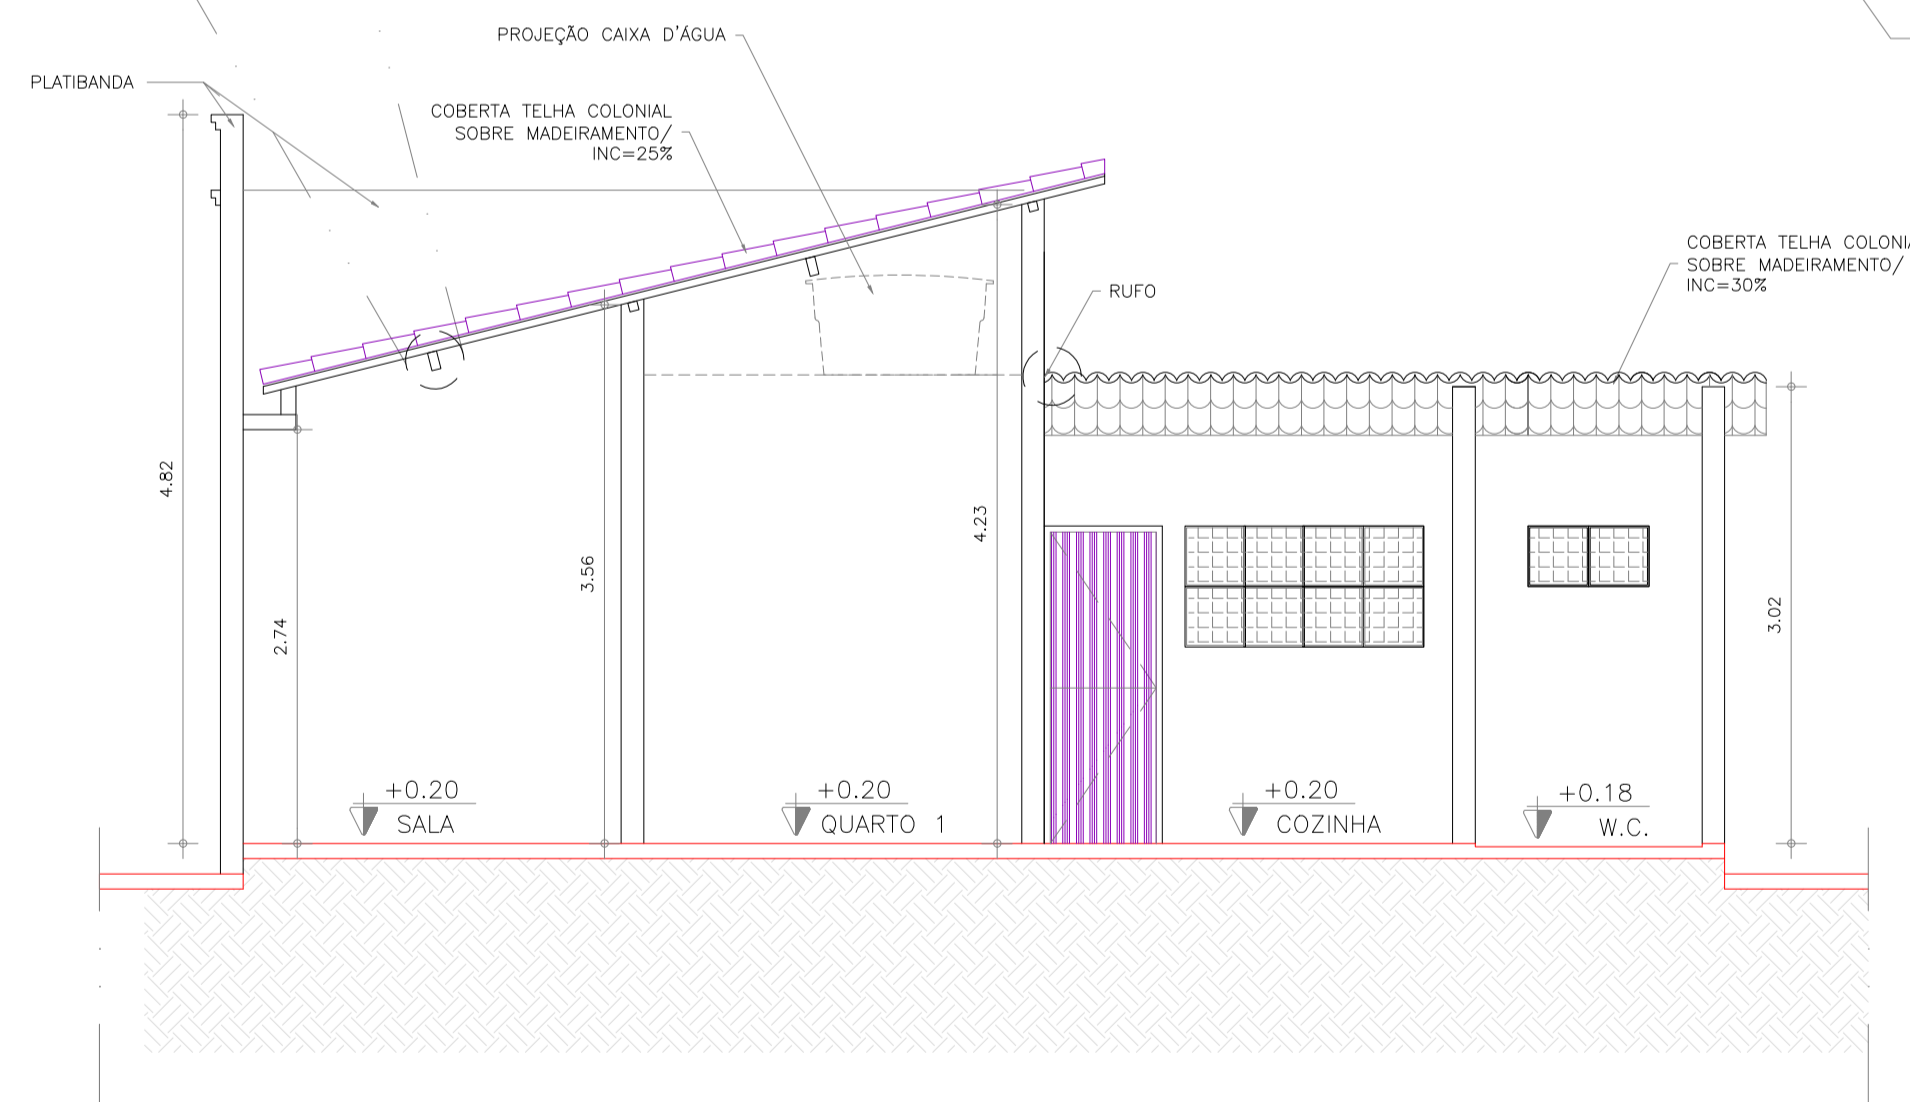 PROJEÇÃO CAIXA D'ÁGUA
PLATIBANDA
COBERTA TELHA COLONIAL
SOBRE MADEIRAMENTO/
INC=25%
COBERTA TELHA COLONIA
SOBRE MADEIRAMENTO/
INC=30%
RUFO
4.82
2.74
3.56
4.23
3.02
+0.20
SALA
+0.20
QUARTO 1
+0.20
COZINHA
+0.18
W.C.